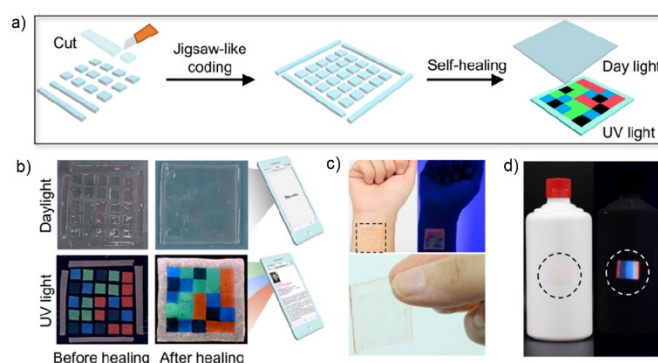 a)
Cut
Jigsaw-like
coding
Self-healing
Day light
UV light
b)
Daylight
UV light
Before healing
After healing
c)
d)